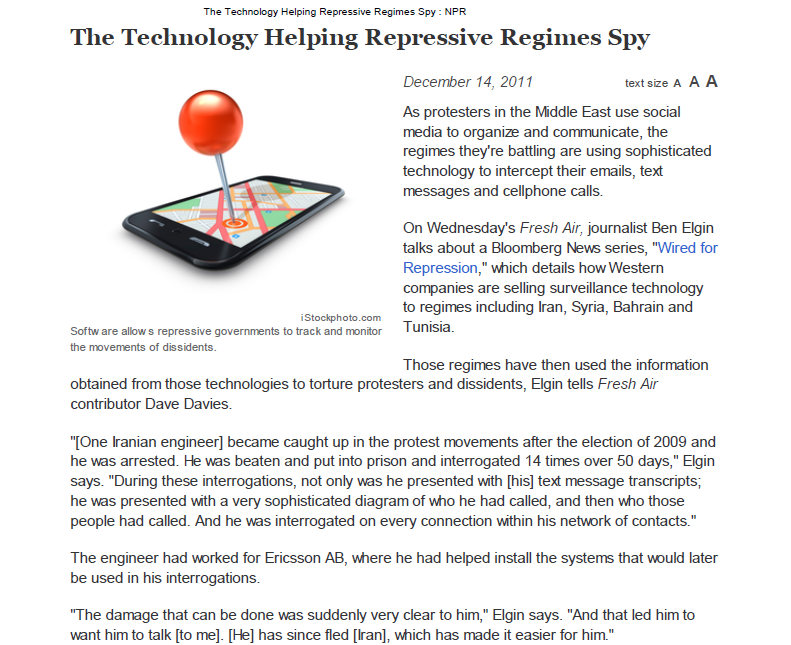 The Technology Helping Repressive Regimes Spy : NPR
The Technology Helping Repressive Regimes Spy
December 14, 2011
text size A A A
As protesters in the Middle East use social
media to organize and communicate, the
regimes they're battling are using sophisticated
technology to intercept their emails, text
messages and cellphone calls.
On Wednesday's Fresh Air, journalist Ben Elgin
talks about a Bloomberg News series, "Wired for
Repression," which details how Western
companies are selling surveillance technology
to regimes including Iran, Syria, Bahrain and
Tunisia.
iStockphoto.com
Software allows repressive governments to track and monitor
the movements of dissidents.
Those regimes have then used the information
obtained from those technologies to torture protesters and dissidents, Elgin tells Fresh Air
contributor Dave Davies.
"[One Iranian engineer] became caught up in the protest movements after the election of 2009 and
he was arrested. He was beaten and put into prison and interrogated 14 times over 50 days," Elgin
says. "During these interrogations, not only was he presented with [his] text message transcripts;
he was presented with a very sophisticated diagram of who he had called, and then who those
people had called. And he was interrogated on every connection within his network of contacts."
The engineer had worked for Ericsson AB, where he had helped install the systems that would later
be used in his interrogations.
"The damage that can be done was suddenly very clear to him," Elgin says. "And that led him to
want him to talk [to me]. [He] has since fled [Iran], which has made it easier for him."